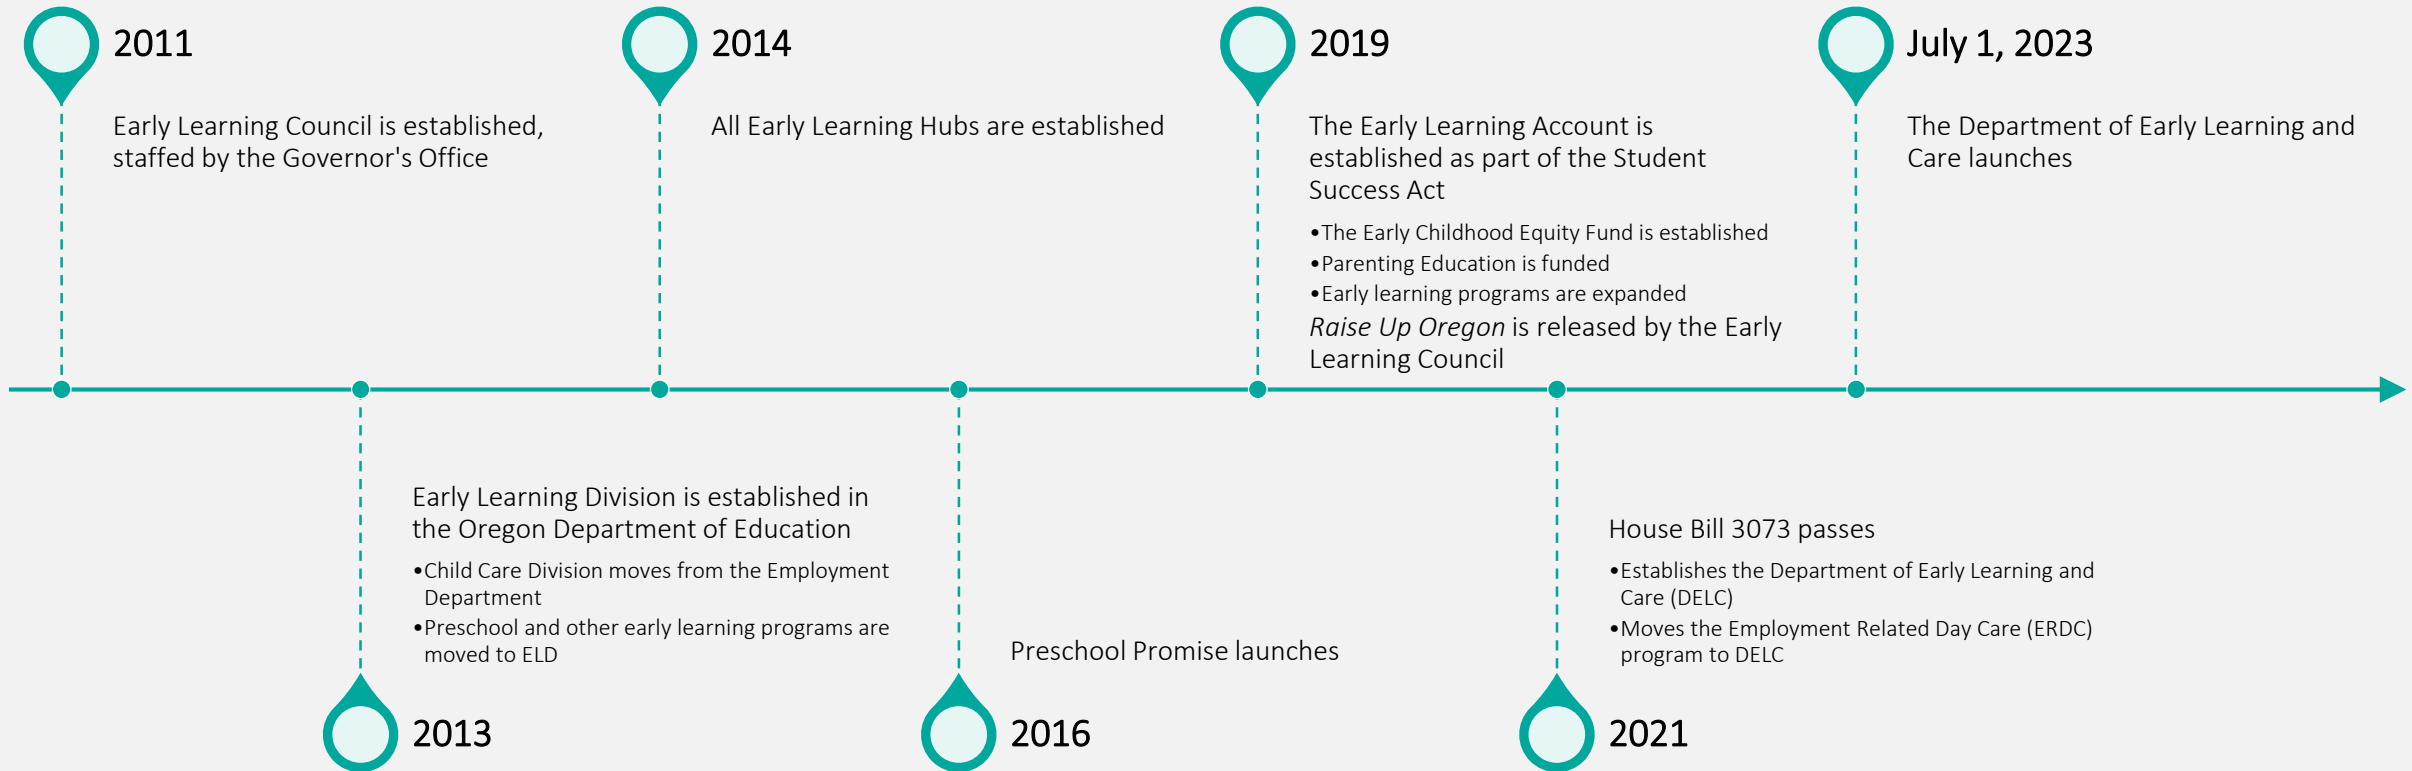 2011
Early Learning Council is established,
staffed by the Governor's Office
2013
Early Learning Division is established in
the Oregon Department of Education
•Child Care Division moves from the Employment
Department
•Preschool and other early learning programs are
moved to ELD
2014
All Early Learning Hubs are established
2016
Preschool Promise launches
2019
The Early Learning Account is
established as part of the Student
Success Act
•The Early Childhood Equity Fund is established
•Parenting Education is funded
•Early learning programs are expanded
Raise Up Oregon is released by the Early
Learning Council
2021
House Bill 3073 passes
•Establishes the Department of Early Learning and
Care (DELC)
•Moves the Employment Related Day Care (ERDC)
program to DELC
July 1, 2023
The Department of Early Learning and
Care launches